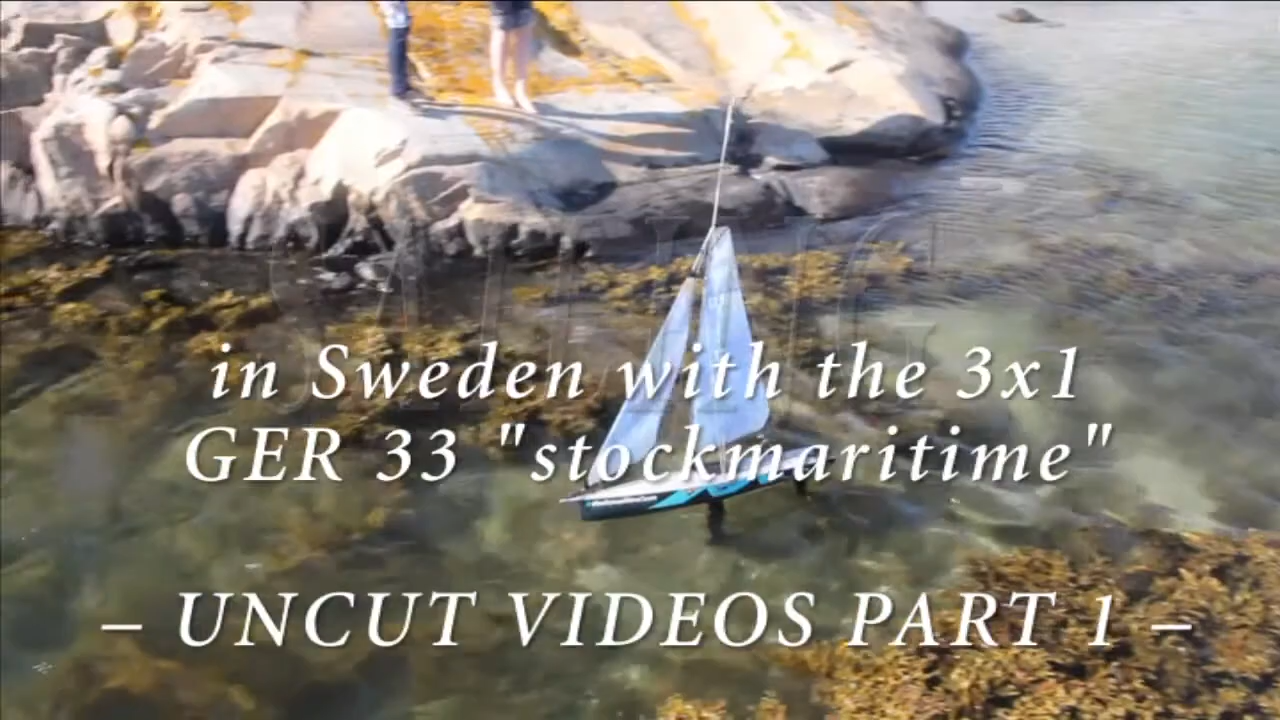 in Sweden with the 3x1
GER 33 "stockmaritime"
– UNCUT VIDEOS PART 1 –